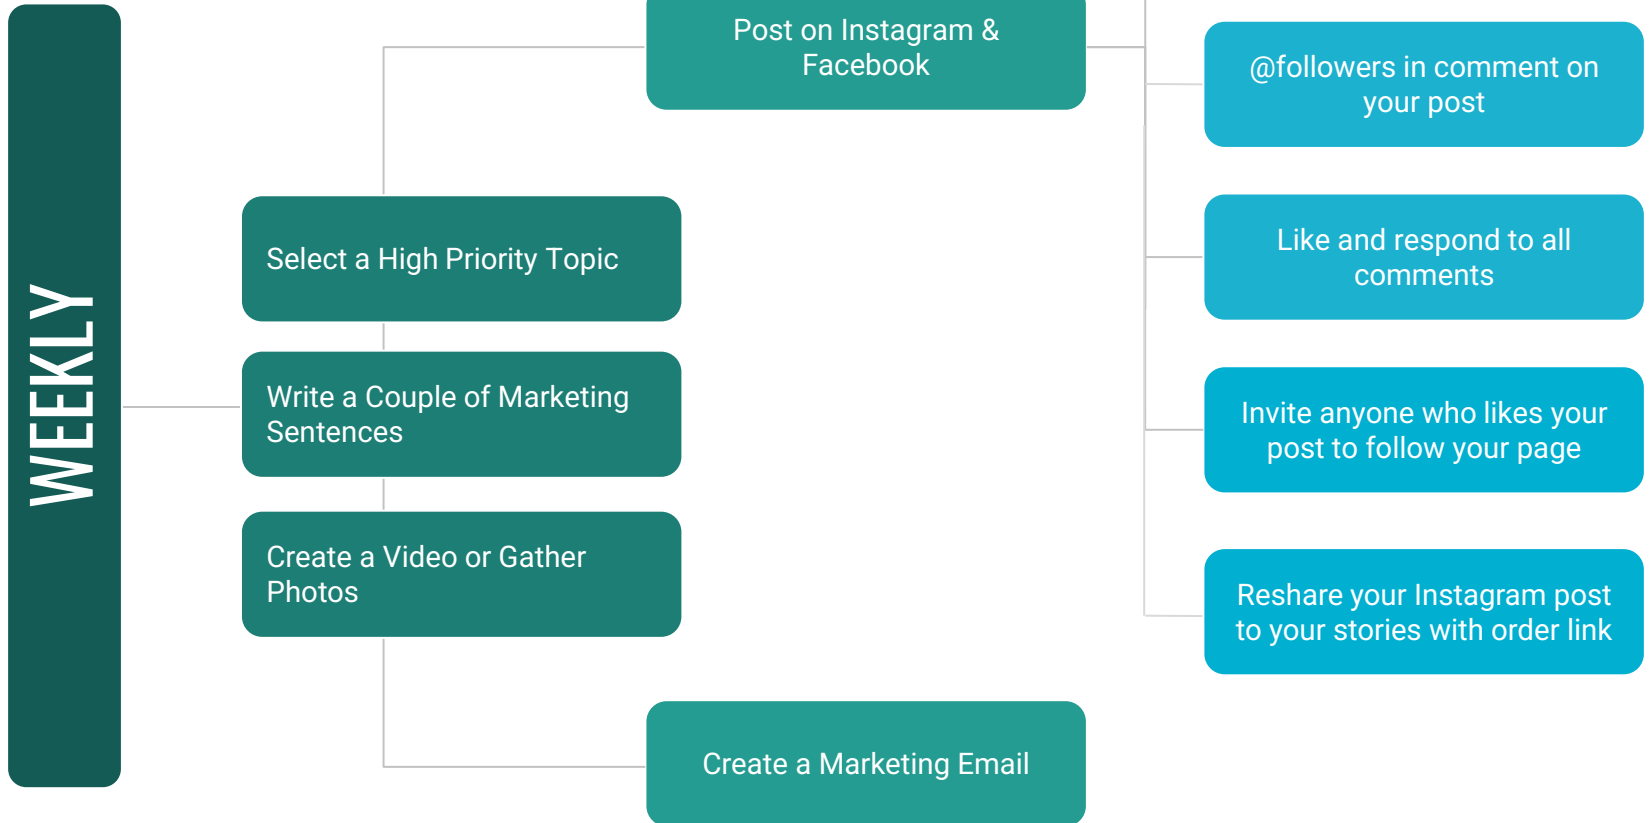 WEEKLY
Select a High Priority Topic
Write a Couple of Marketing
Sentences
Create a Video or Gather
Photos
Post on Instagram &
Facebook
Create a Marketing Email
@followers in comment on
your post
Like and respond to all
comments
Invite anyone who likes your
post to follow your page
Reshare your Instagram post
to your stories with order link